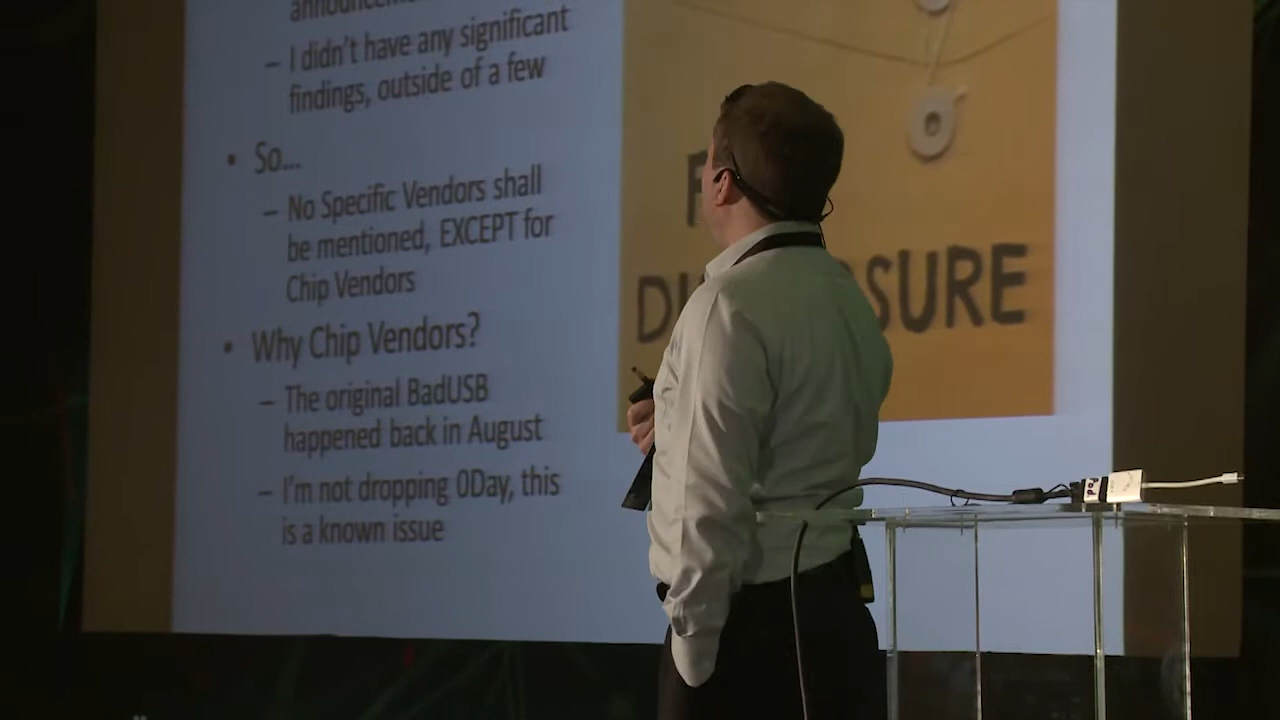 – I didn't have any significant
findings, outside of a few
• So...
– No Specific Vendors shall
be mentioned, EXCEPT for
Chip Vendors
• Why Chip Vendors?
– The original BadUSB
happened back in August
– I'm not dropping 0Day, this
is a known issue